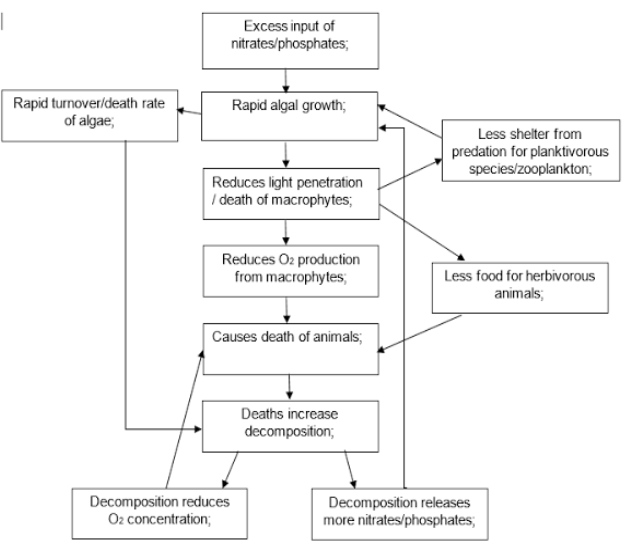 Excess input of
nitrates/phosphates;
Rapid turnover/death rate
of algae;
Rapid algal growth;
Less shelter from
predation for planktivorous
species/zooplankton;
Reduces light penetration
/ death of macrophytes;
Reduces O₂ production
from macrophytes;
Less food for herbivorous
animals;
Causes death of animals;
Deaths increase
decomposition;
Decomposition reduces
O₂ concentration;
Decomposition releases
more nitrates/phosphates;